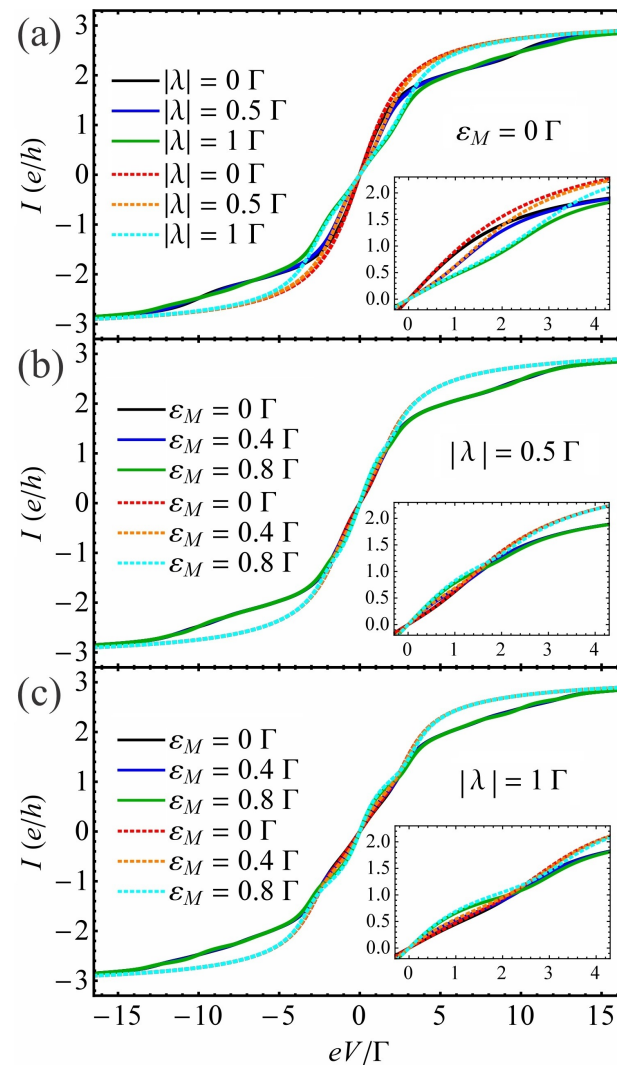 (a)
I (e/h)
3
2
1
0
−1
−2
−3
|λ| = 0 Γ
|λ| = 0.5 Γ
|λ| = 1 Γ
|λ| = 0 Γ
|λ| = 0.5 Γ
|λ| = 1 Γ
ε_M = 0 Γ
2.0
1.5
1.0
0.5
0.0
0 1 2 3 4
(b)
I (e/h)
3
2
1
0
−1
−2
−3
ε_M = 0 Γ
ε_M = 0.4 Γ
ε_M = 0.8 Γ
ε_M = 0 Γ
ε_M = 0.4 Γ
ε_M = 0.8 Γ
|λ| = 0.5 Γ
2.0
1.5
1.0
0.5
0.0
0 1 2 3 4
(c)
I (e/h)
3
2
1
0
−1
−2
−3
ε_M = 0 Γ
ε_M = 0.4 Γ
ε_M = 0.8 Γ
ε_M = 0 Γ
ε_M = 0.4 Γ
ε_M = 0.8 Γ
|λ| = 1 Γ
2.0
1.5
1.0
0.5
0.0
0 1 2 3 4
−15 −10 −5 0 5 10 15
eV/Γ